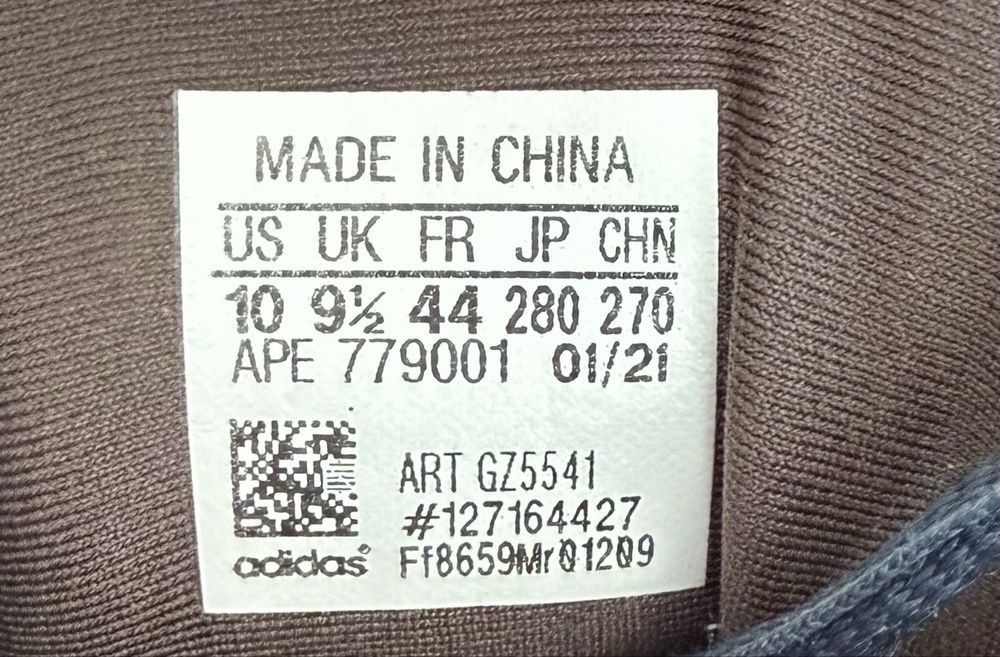 MADE IN CHINA
US UK FR JP CHN
10 9½ 44 280 270
APE 779001 01/21
ART GZ5541
#127164427
adidas® Ff8659Mr01209